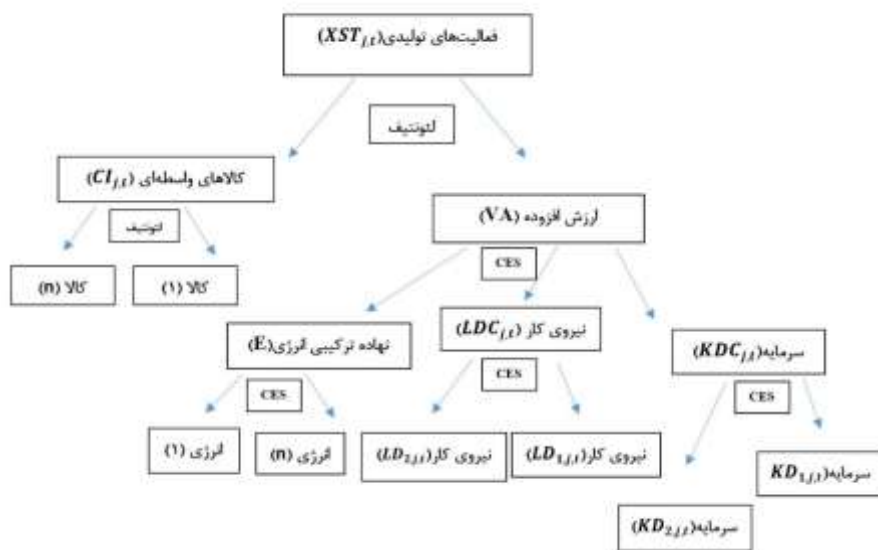 فعالیت‌های تولیدی(XST_{j,t})
لئونتیف
کالاهای واسطه‌ای (CI_{j,t})
ارزش افزوده (VA)
لئونتیف
CES
کالا (۱)
کالا (n)
نیروی کار (LDC_{j,t})
نهاده ترکیبی انرژی(E)
سرمایه(KDC_{j,t})
CES
CES
CES
نیروی کار(LD_{1,j,t})
نیروی کار(LD_{2,j,t})
انرژی (n)
انرژی (۱)
سرمایه(KD_{1,j,t})
سرمایه(KD_{2,j,t})